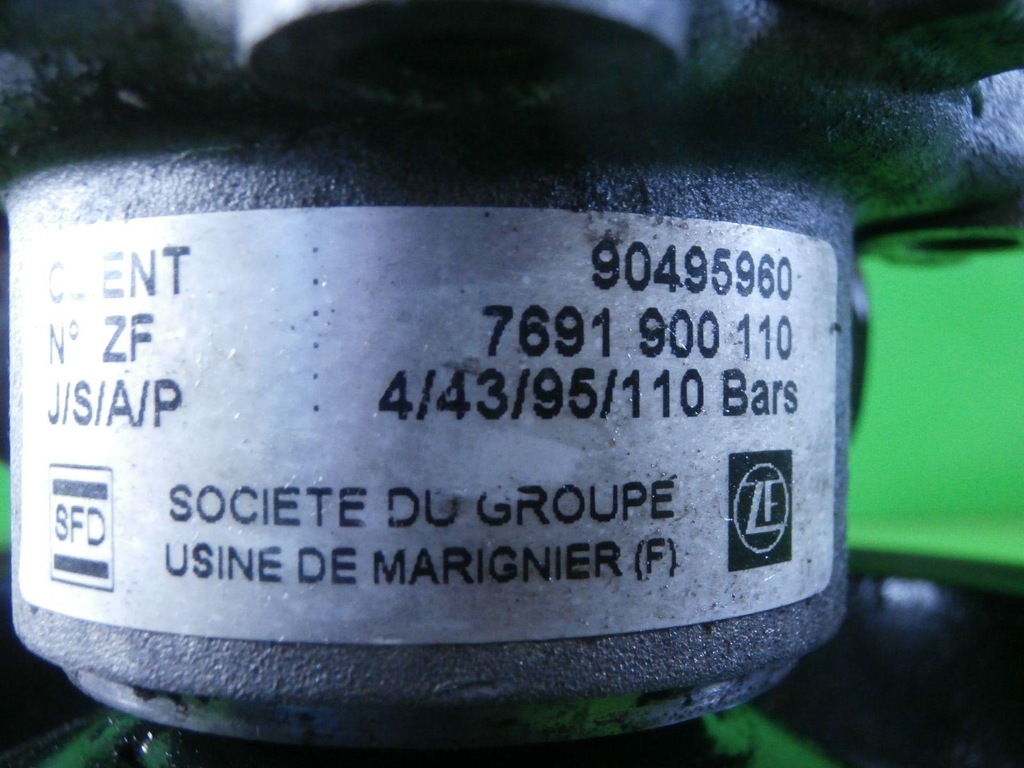 CLIENT : 90495960
N° ZF : 7691 900 110
J/S/A/P : 4/43/95/110 Bars
SFD
SOCIETE DU GROUPE
USINE DE MARIGNIER (F)
ZF